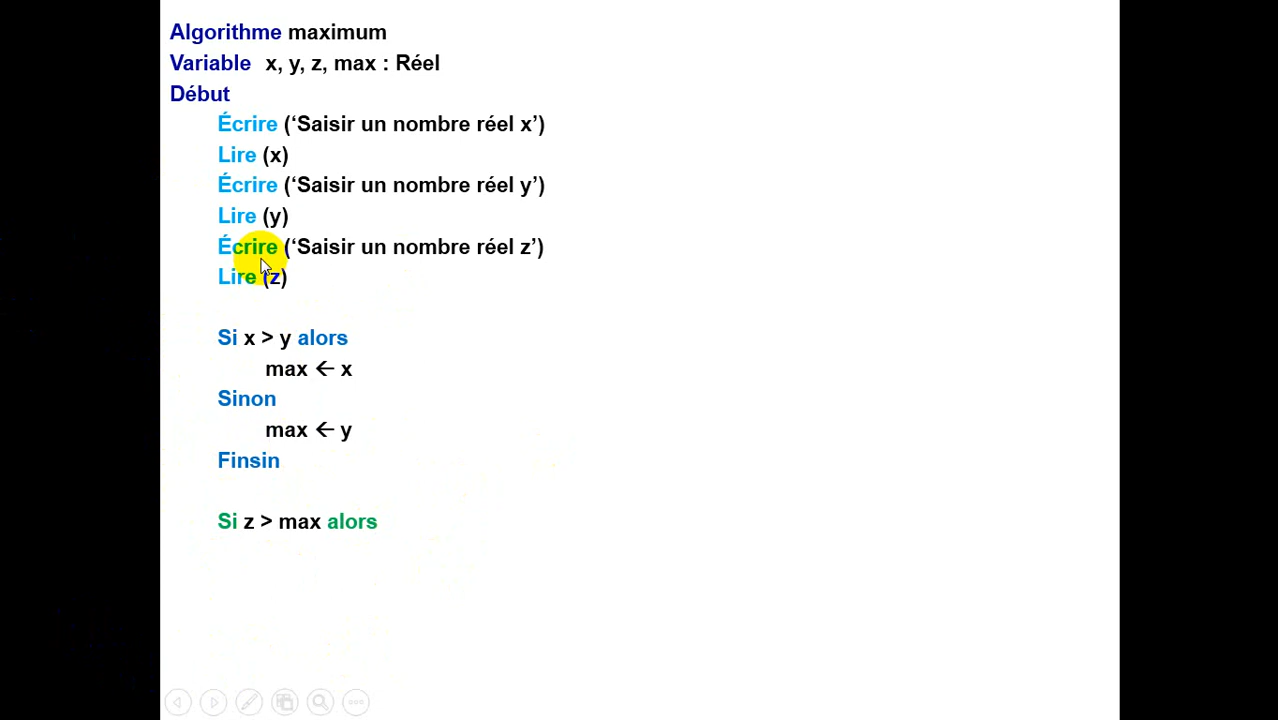 Algorithme maximum
Variable x, y, z, max : Réel
Début
Écrire (‘Saisir un nombre réel x’)
Lire (x)
Écrire (‘Saisir un nombre réel y’)
Lire (y)
Écrire (‘Saisir un nombre réel z’)
Lire (z)
Si x > y alors
max ← x
Sinon
max ← y
Finsin
Si z > max alors